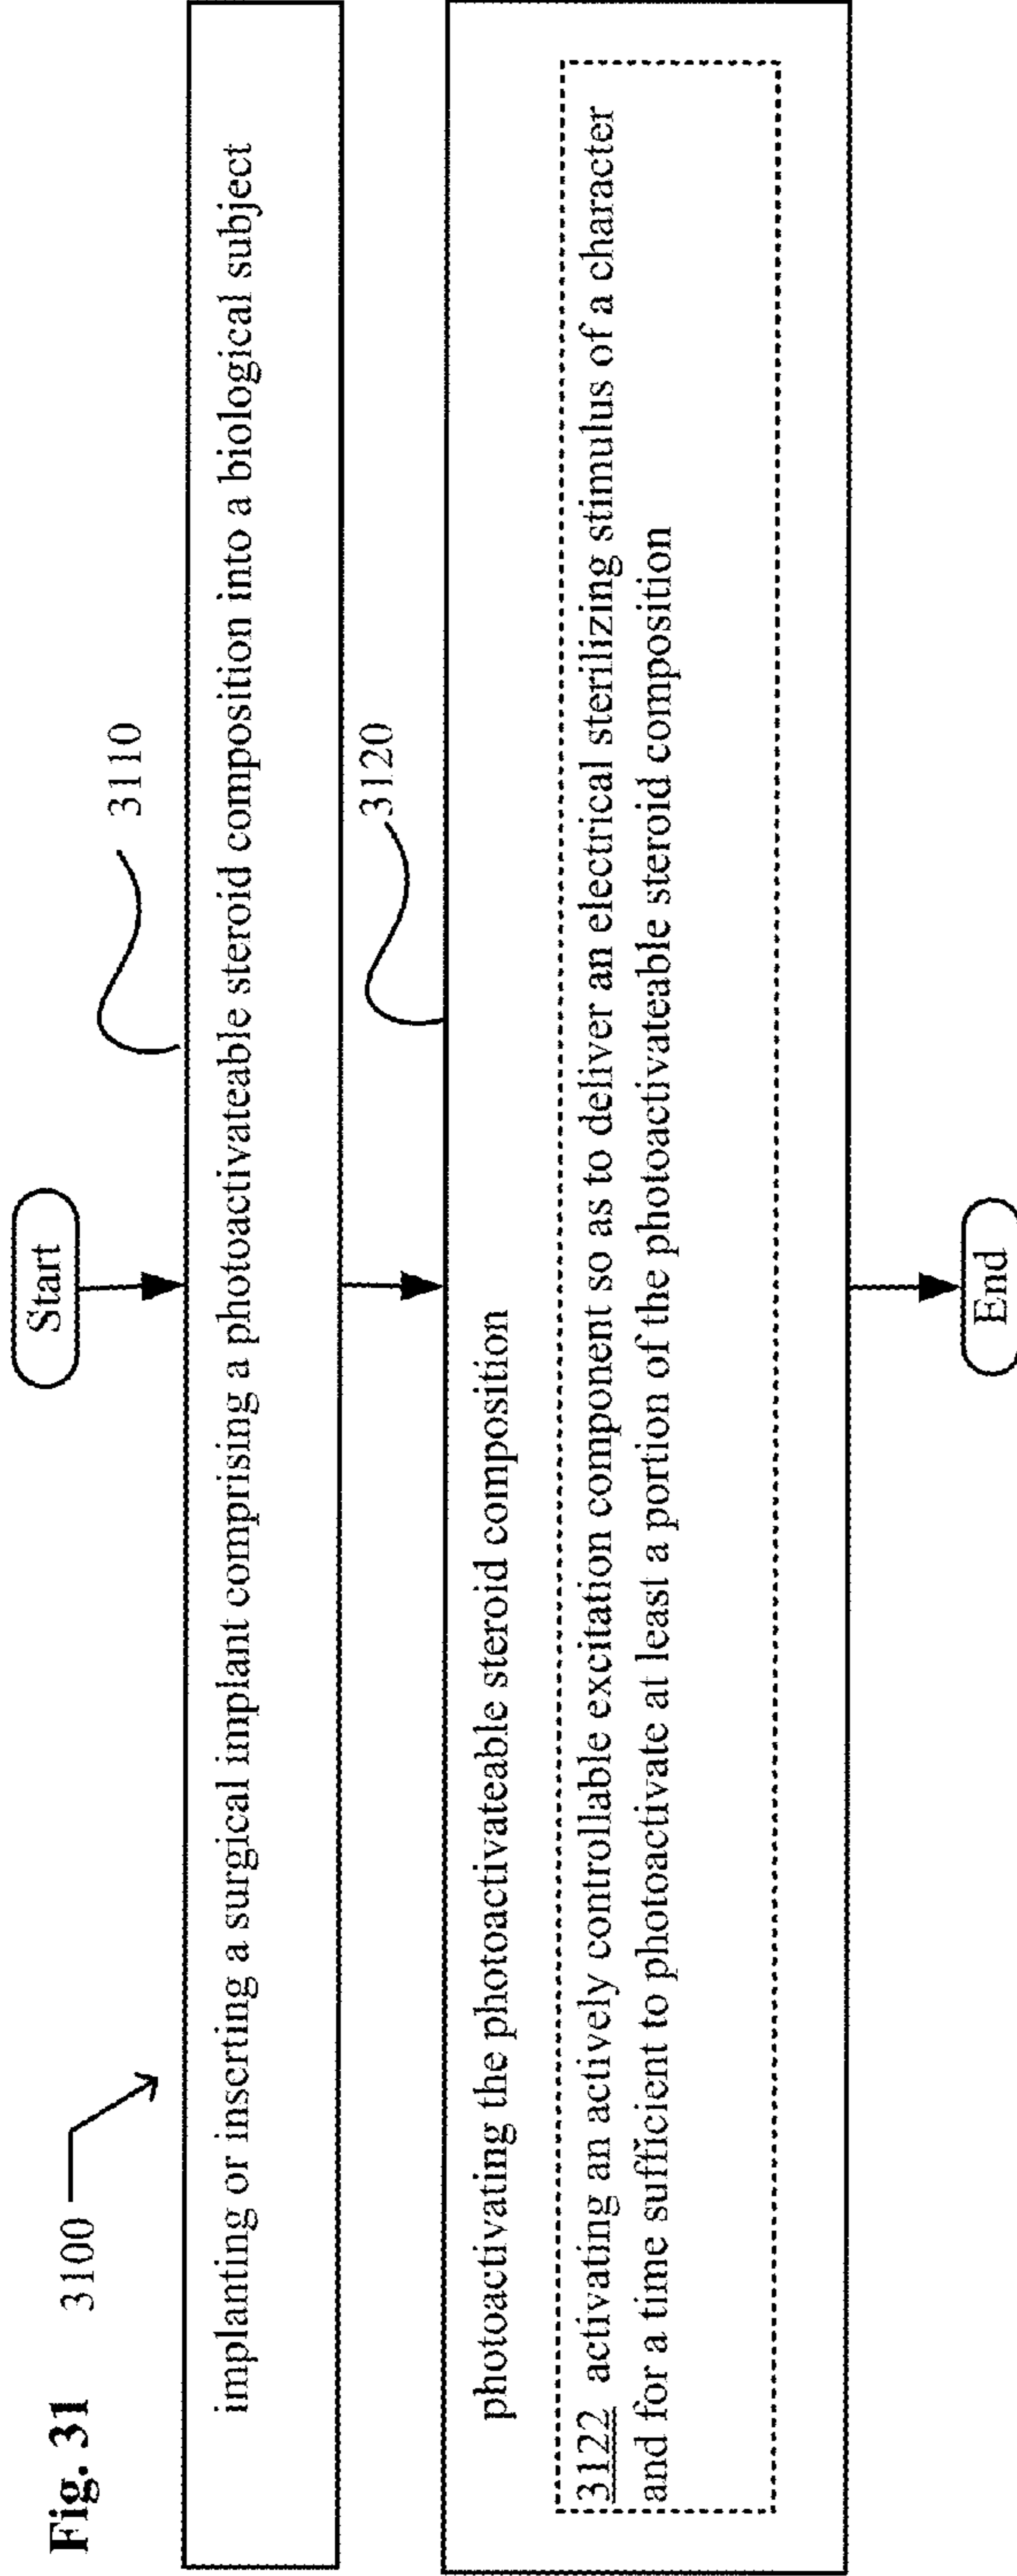 Fig. 31
3100
Start
3110
implanting or inserting a surgical implant comprising a photoactivateable steroid composition into a biological subject
3120
photoactivating the photoactivateable steroid composition
3122 activating an actively controllable excitation component so as to deliver an electrical sterilizing stimulus of a character
and for a time sufficient to photoactivate at least a portion of the photoactivateable steroid composition
End